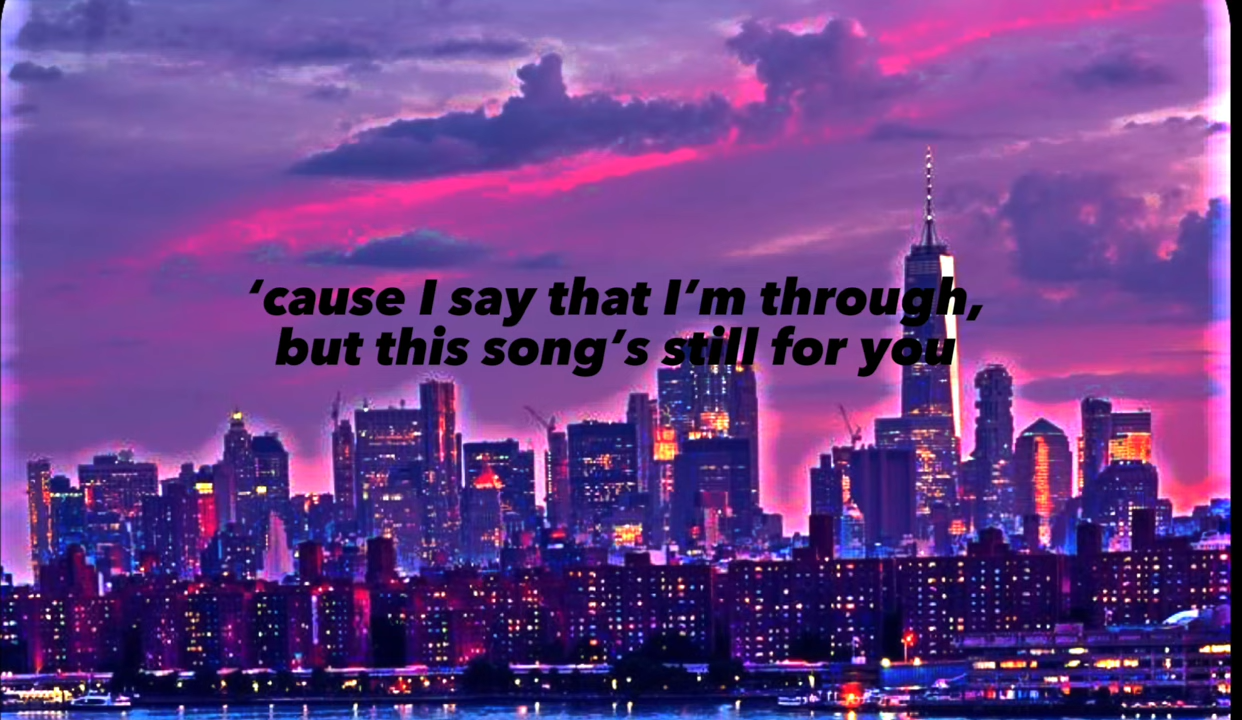 ‘cause I say that I’m through,
but this song’s still for you